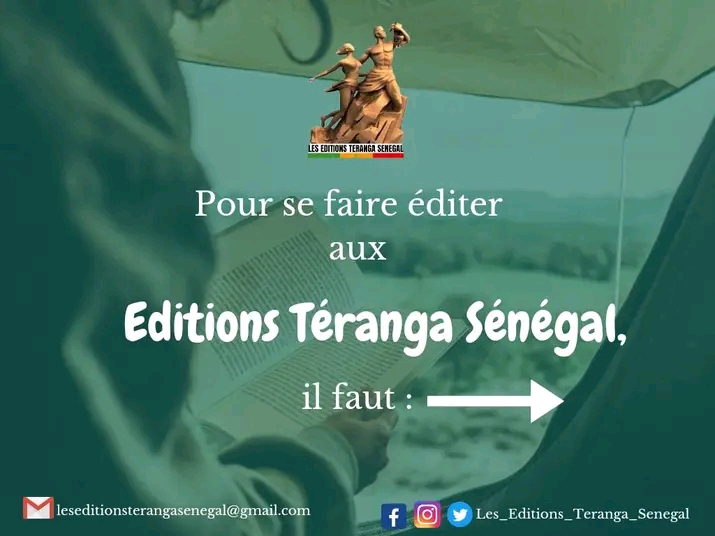 LES EDITIONS TERANGA SENEGAL
Pour se faire éditer
aux
Editions Téranga Sénégal,
il faut :
leseditionsterangasenegal@gmail.com
Les_Editions_Teranga_Senegal